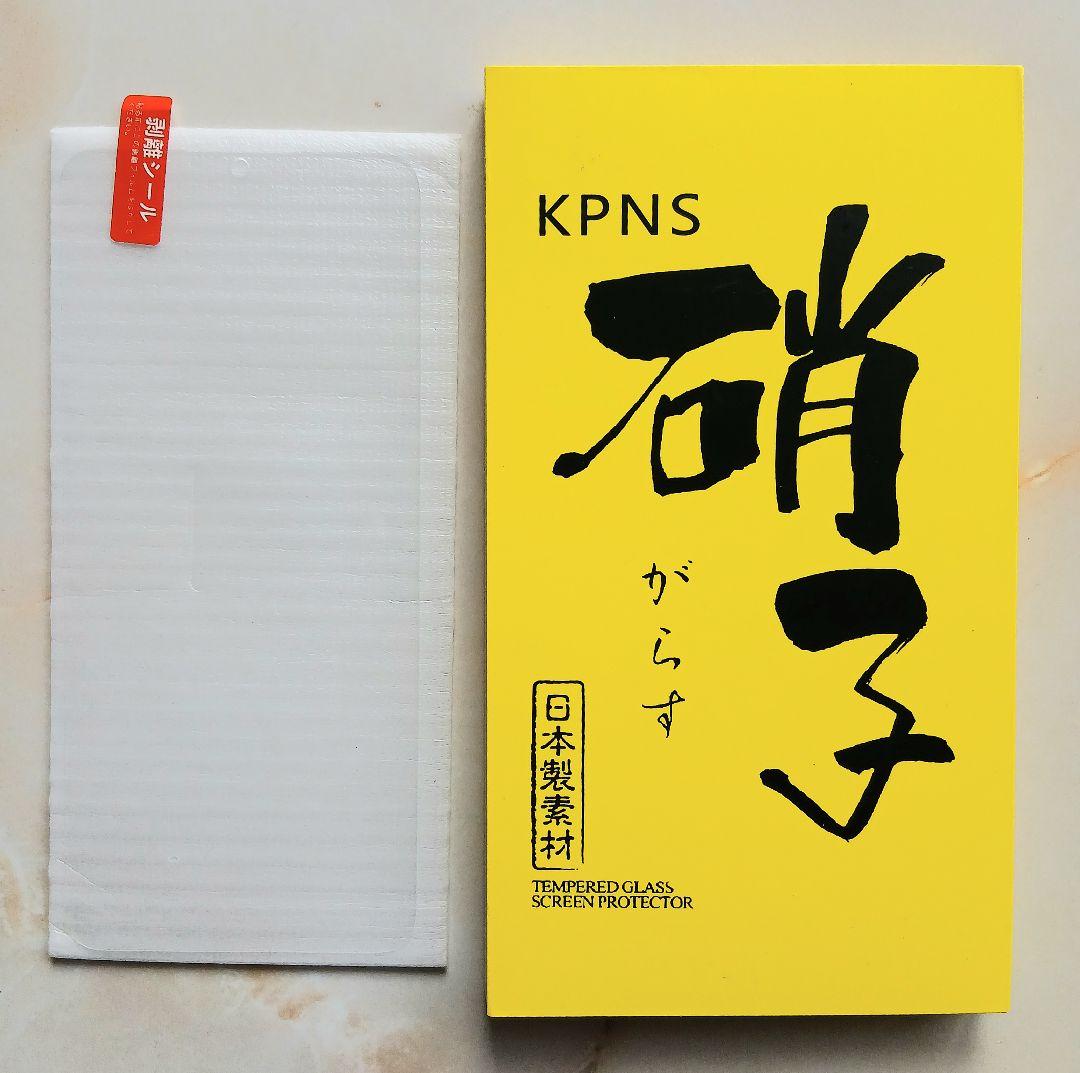 剥離シール
KPNS
硝子
がらす
日本製素材
TEMPERED GLASS
SCREEN PROTECTOR